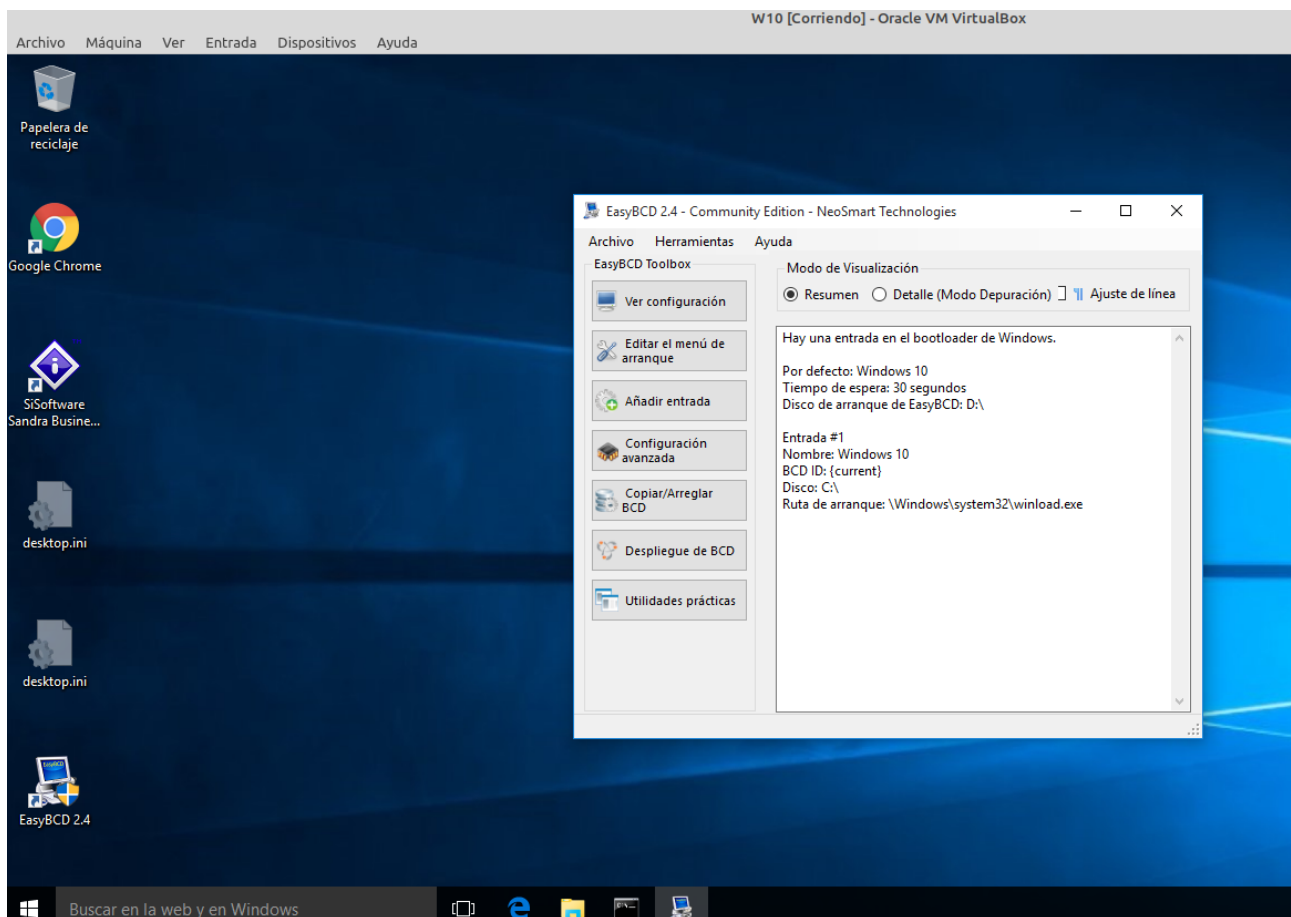 W10 [Corriendo] - Oracle VM VirtualBox
Archivo Máquina Ver Entrada Dispositivos Ayuda
Papelera de
reciclaje
Google Chrome
SiSoftware
Sandra Busine...
desktop.ini
desktop.ini
EasyBCD
EasyBCD 2.4
EasyBCD 2.4 - Community Edition - NeoSmart Technologies
Archivo Herramientas Ayuda
EasyBCD Toolbox
Ver configuración
Editar el menú de
arranque
Añadir entrada
Configuración
avanzada
Copiar/Arreglar
BCD
Despliegue de BCD
Utilidades prácticas
Modo de Visualización
Resumen Detalle (Modo Depuración) Ajuste de línea
Hay una entrada en el bootloader de Windows.
Por defecto: Windows 10
Tiempo de espera: 30 segundos
Disco de arranque de EasyBCD: D:\
Entrada #1
Nombre: Windows 10
BCD ID: {current}
Disco: C:\
Ruta de arranque: \Windows\system32\winload.exe
Buscar en la web y en Windows